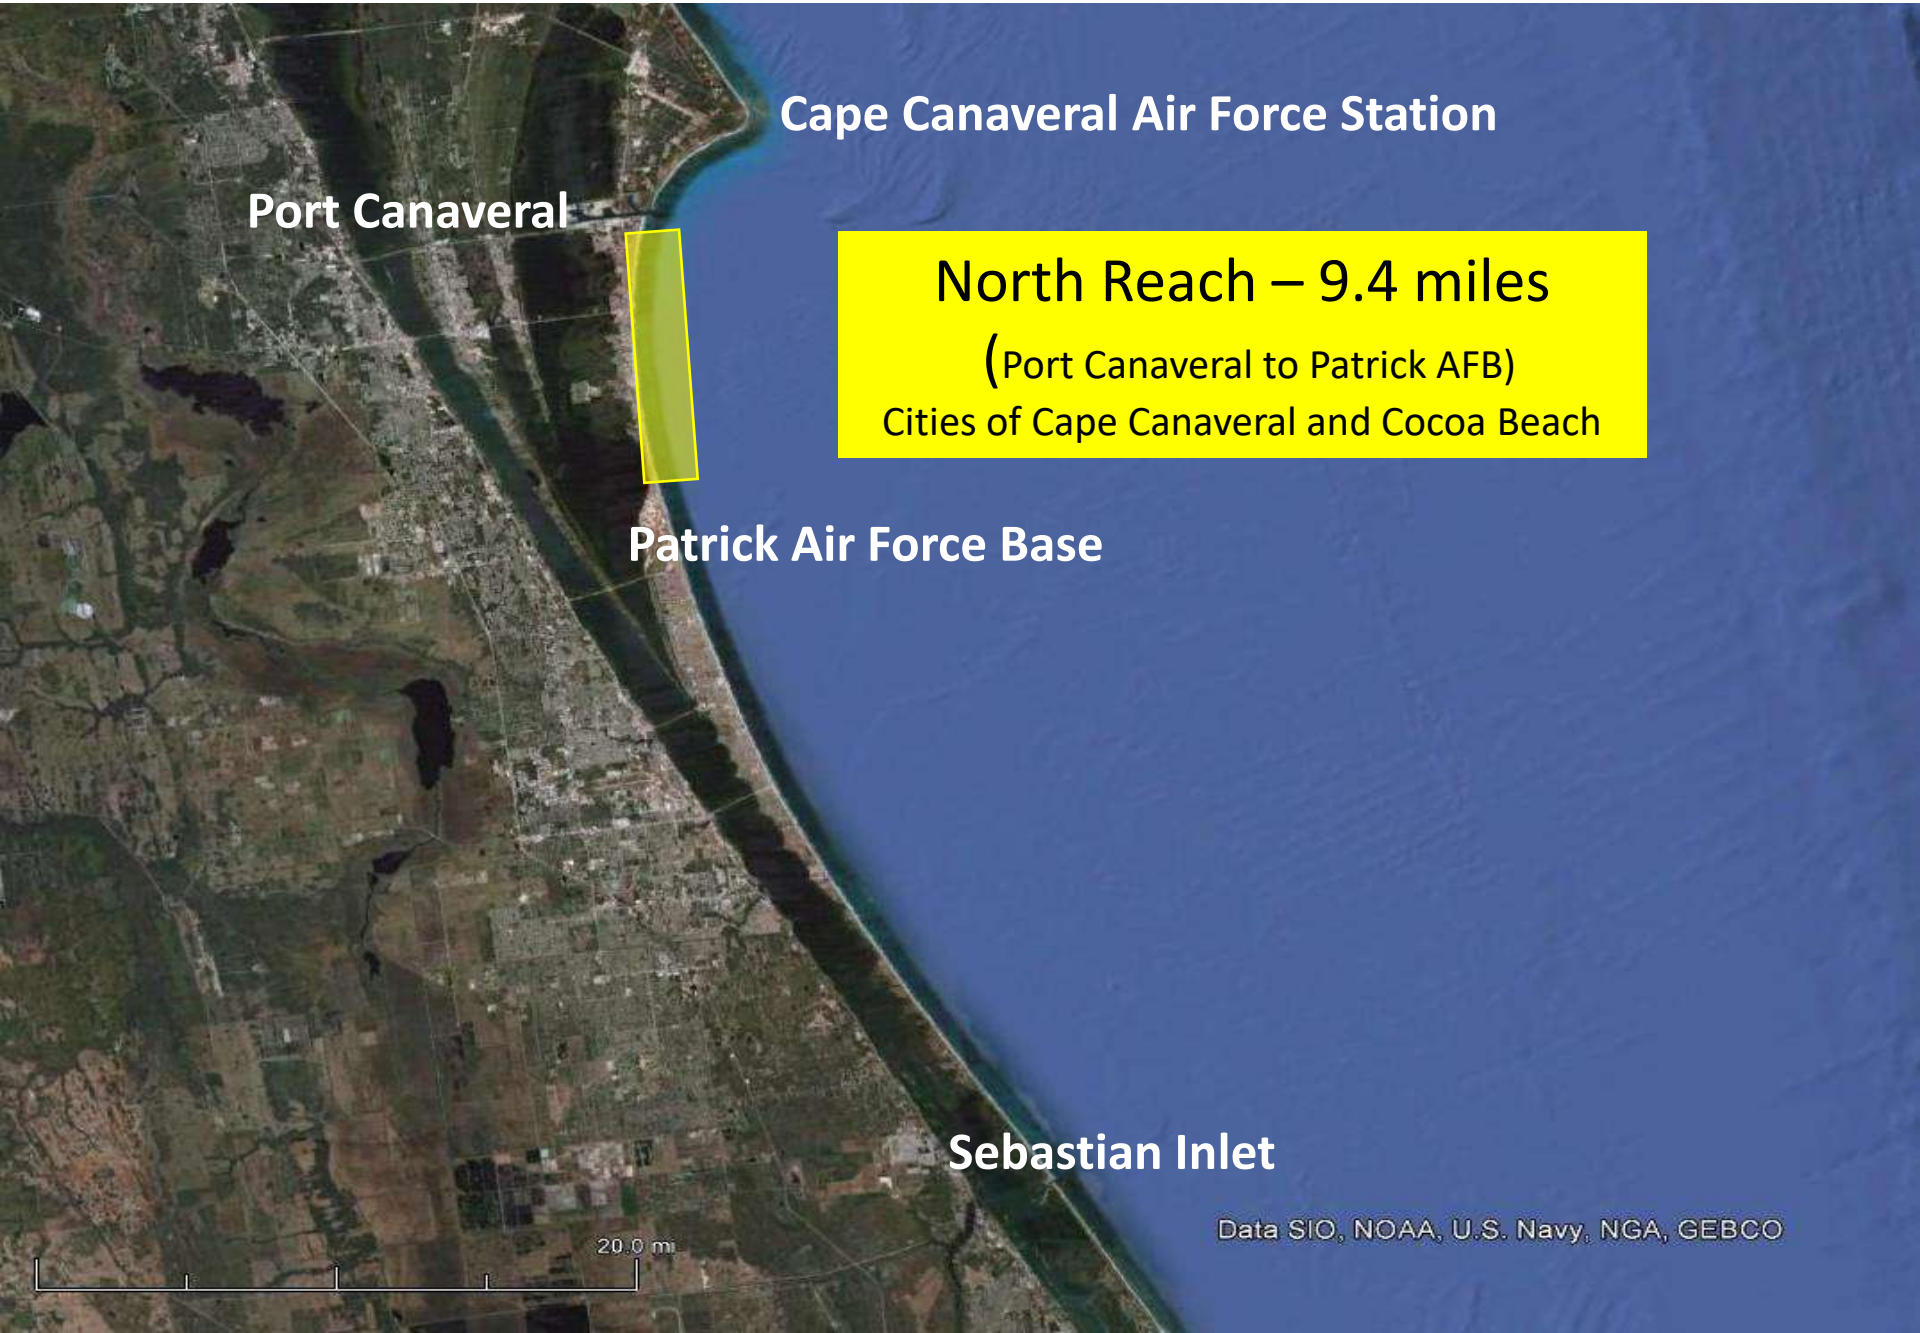 Cape Canaveral Air Force Station
Port Canaveral
North Reach – 9.4 miles
(Port Canaveral to Patrick AFB)
Cities of Cape Canaveral and Cocoa Beach
Patrick Air Force Base
Sebastian Inlet
Data SIO, NOAA, U.S. Navy, NGA, GEBCO
20.0 mi